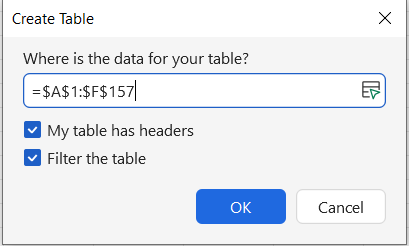 Create Table
Where is the data for your table?
=$A$1:$F$157
My table has headers
Filter the table
OK
Cancel